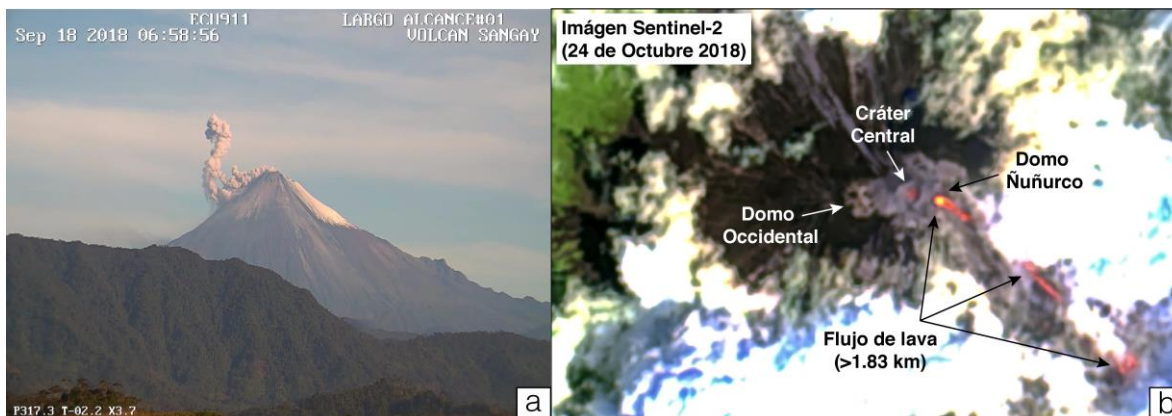 ECU911
LARGO ALCANCE#01
Sep 18 2018 06:58:56
VOLCAN SANGAY
P317.3 T-02.2 X3.7
a
Imágen Sentinel-2
(24 de Octubre 2018)
Cráter
Central
Domo
Ñuñurco
Domo
Occidental
Flujo de lava
(>1.83 km)
b